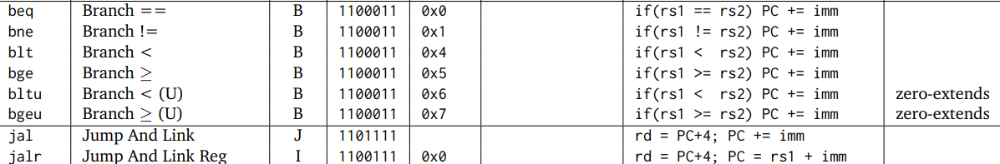 beq Branch == B 1100011 0x0 if(rs1 == rs2) PC += imm
bne Branch != B 1100011 0x1 if(rs1 != rs2) PC += imm
blt Branch < B 1100011 0x4 if(rs1 < rs2) PC += imm
bge Branch ≥ B 1100011 0x5 if(rs1 >= rs2) PC += imm
bltu Branch < (U) B 1100011 0x6 if(rs1 < rs2) PC += imm zero-extends
bgeu Branch ≥ (U) B 1100011 0x7 if(rs1 >= rs2) PC += imm zero-extends
jal Jump And Link J 1101111 rd = PC+4; PC += imm
jalr Jump And Link Reg I 1100111 0x0 rd = PC+4; PC = rs1 + imm